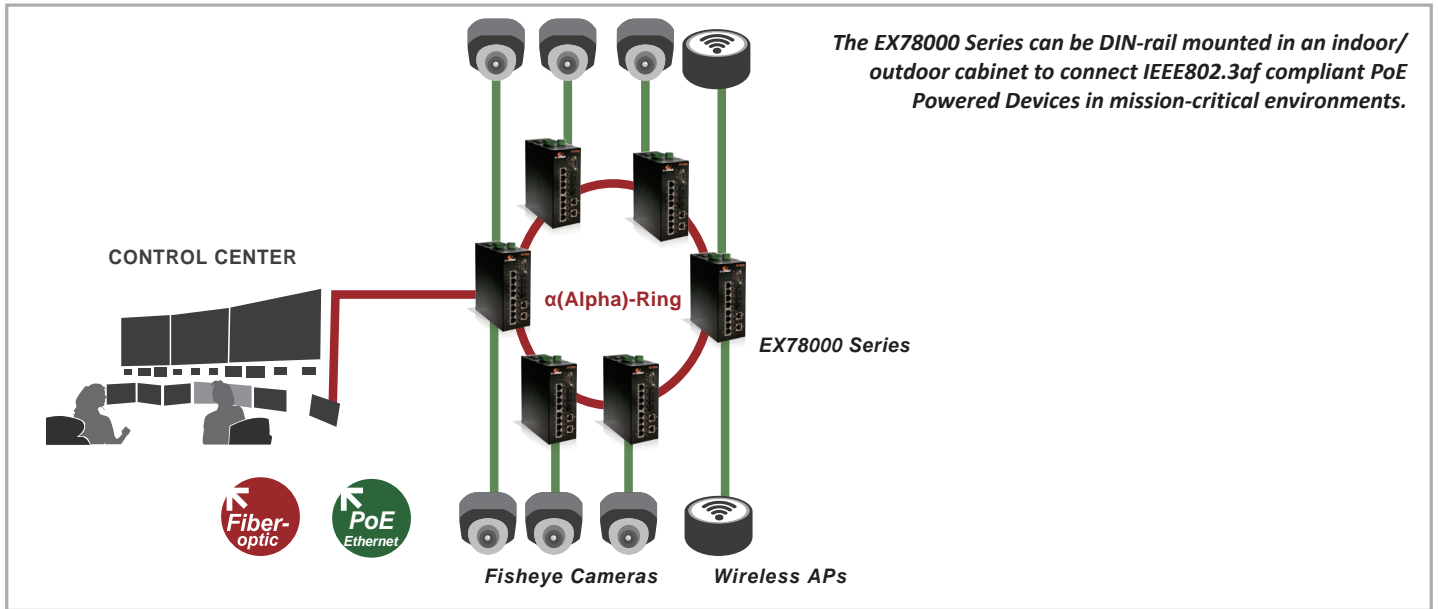 The EX78000 Series can be DIN-rail mounted in an indoor/
outdoor cabinet to connect IEEE802.3af compliant PoE
Powered Devices in mission-critical environments.
CONTROL CENTER
α(Alpha)-Ring
EX78000 Series
Fiber-
optic
PoE
Ethernet
Fisheye Cameras
Wireless APs